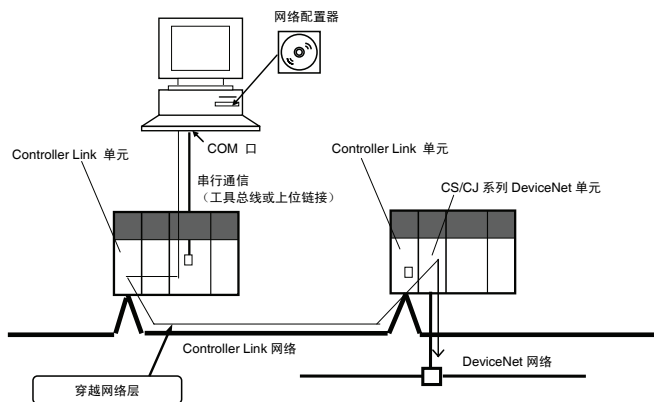 网络配置器
COM 口
Controller Link 单元
串行通信
（工具总线或上位链接）
Controller Link 单元
CS/CJ 系列 DeviceNet 单元
Controller Link 网络
DeviceNet 网络
穿越网络层